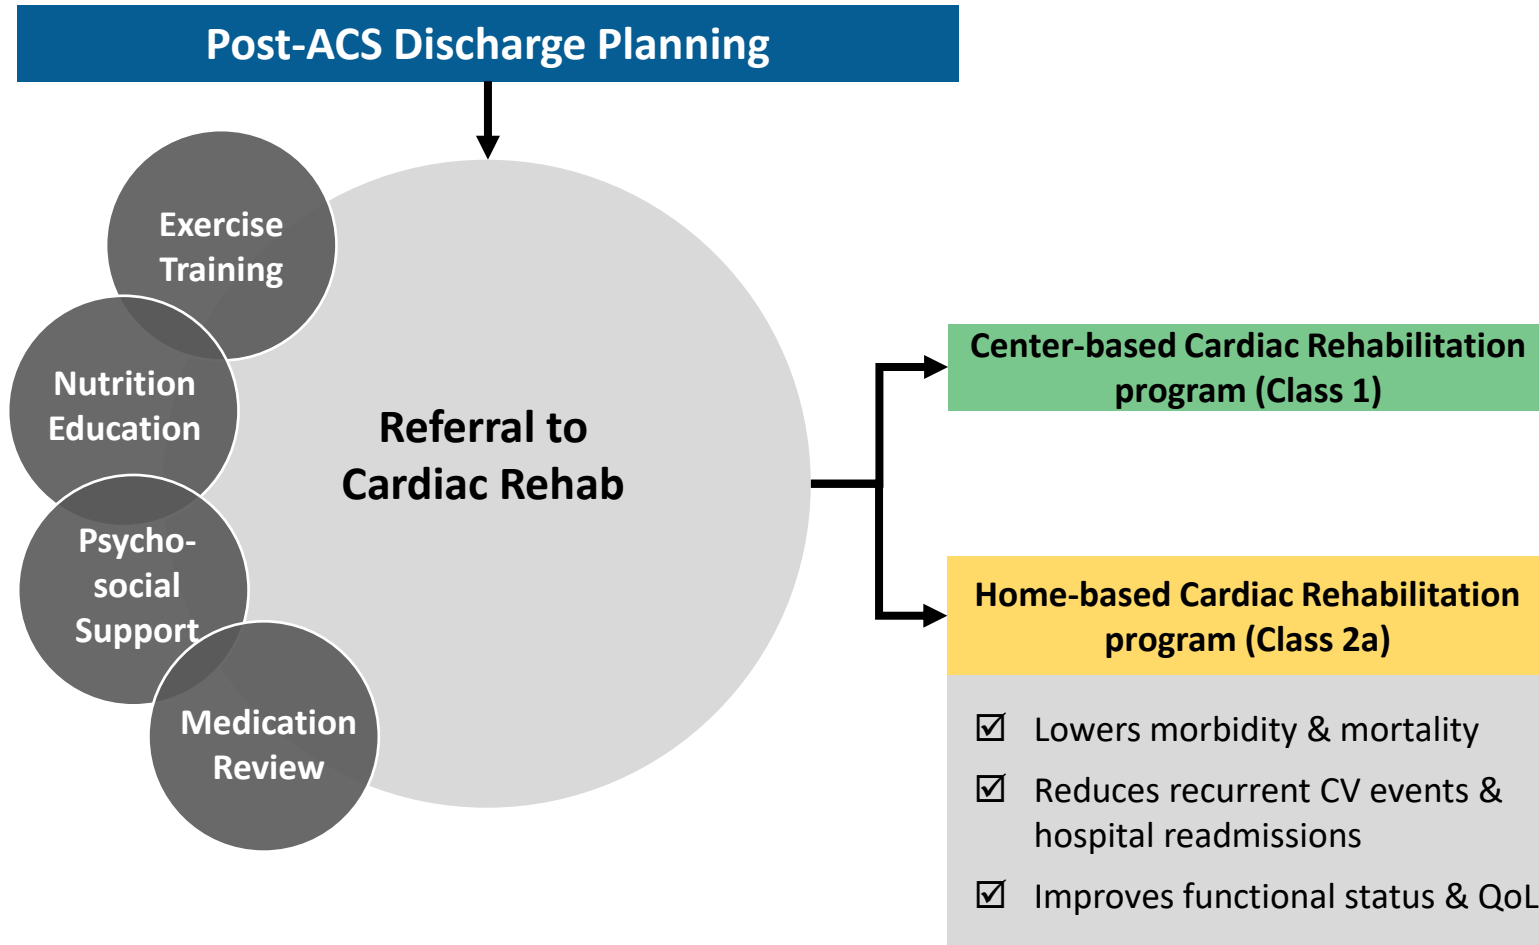 Post-ACS Discharge Planning
Exercise
Training
Nutrition
Education
Psycho-
social
Support
Medication
Review
Referral to
Cardiac Rehab
Center-based Cardiac Rehabilitation
program (Class 1)
Home-based Cardiac Rehabilitation
program (Class 2a)
☑ Lowers morbidity & mortality
☑ Reduces recurrent CV events &
hospital readmissions
☑ Improves functional status & QoL